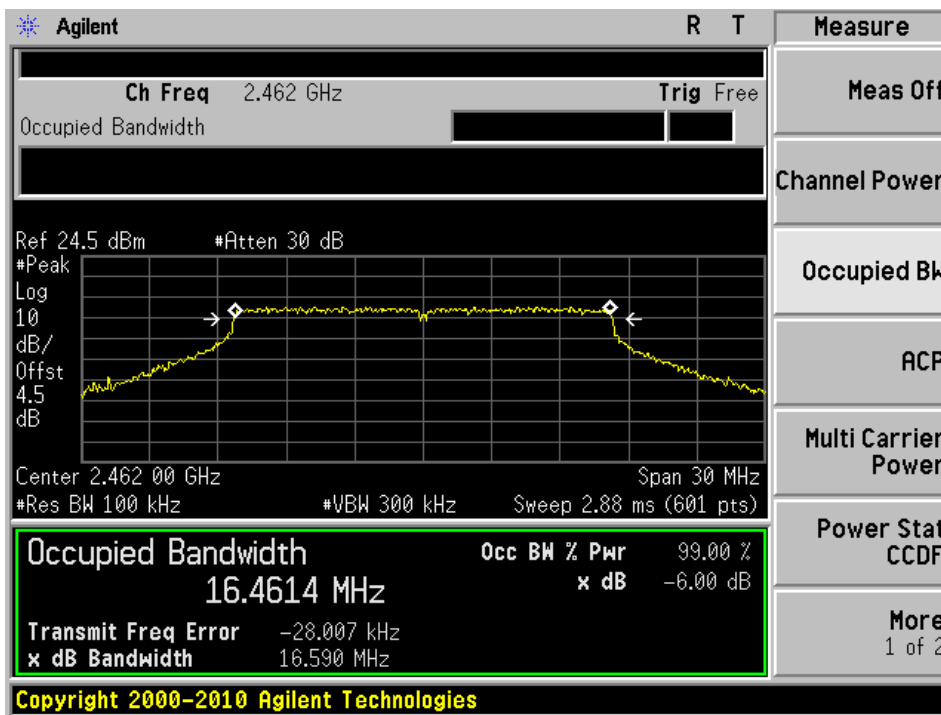 Agilent R T
Measure
Ch Freq 2.462 GHz Trig Free
Occupied Bandwidth
Meas Off
Channel Power
Occupied BW
ACP
Multi Carrier
Power
Power Stat
CCDF
More
1 of 2
Ref 24.5 dBm #Atten 30 dB
#Peak
Log
10
dB/
Offst
4.5
dB
Center 2.462 00 GHz Span 30 MHz
#Res BW 100 kHz #VBW 300 kHz Sweep 2.88 ms (601 pts)
Occupied Bandwidth Occ BW % Pwr 99.00 %
16.4614 MHz x dB -6.00 dB
Transmit Freq Error -28.007 kHz
x dB Bandwidth 16.590 MHz
Copyright 2000-2010 Agilent Technologies